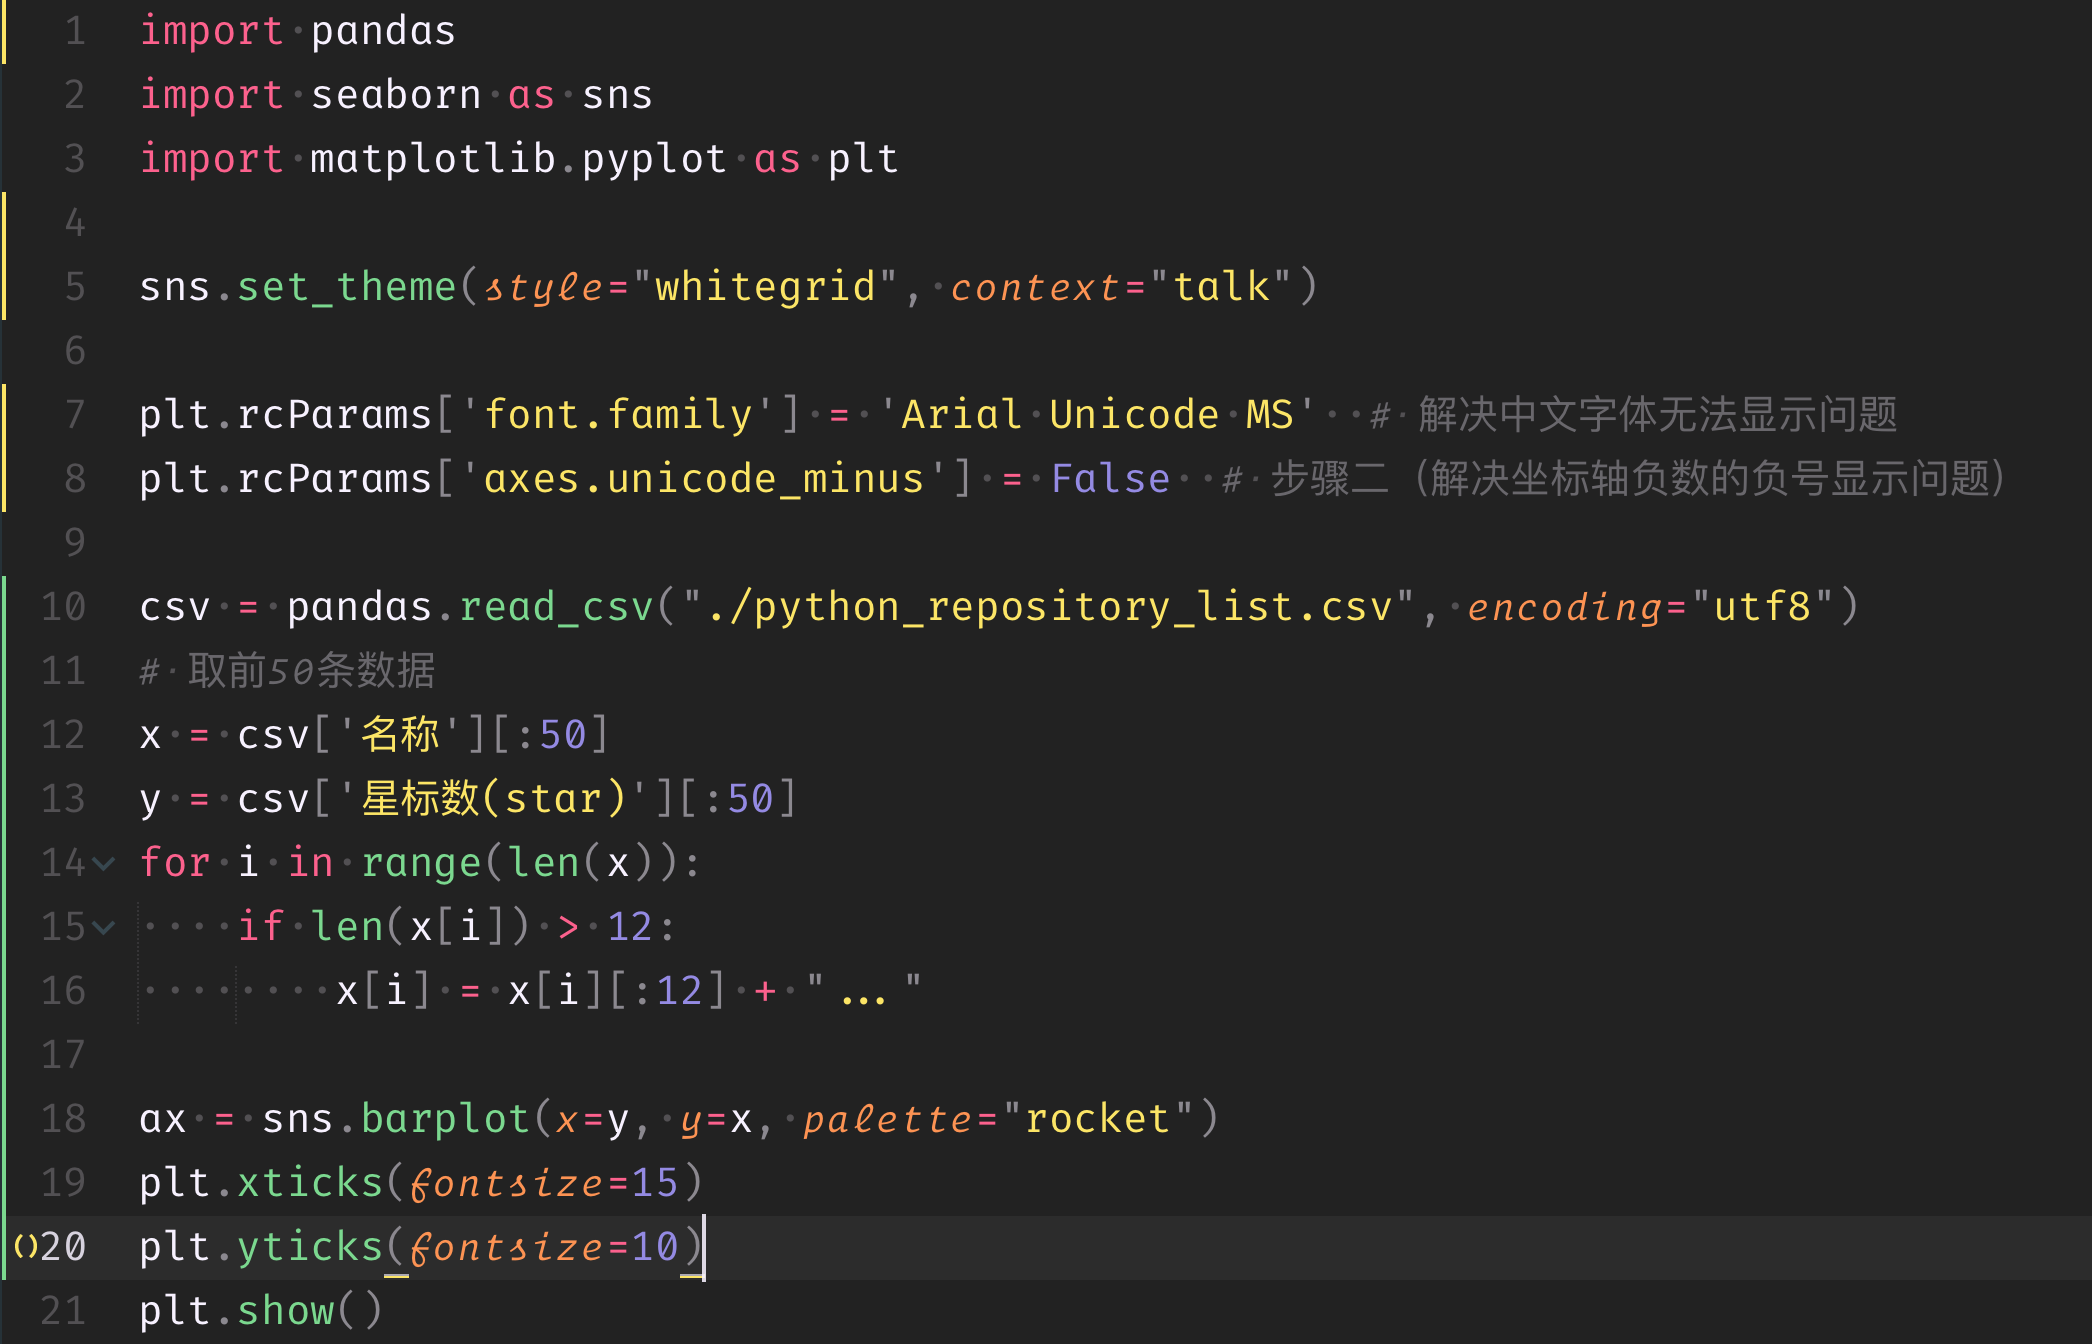 1 import pandas
2 import seaborn as sns
3 import matplotlib.pyplot as plt
4
5 sns.set_theme(style="whitegrid", context="talk")
6
7 plt.rcParams['font.family'] = 'Arial Unicode MS'  # 解决中文字体无法显示问题
8 plt.rcParams['axes.unicode_minus'] = False  # 步骤二（解决坐标轴负数的负号显示问题）
9
10 csv = pandas.read_csv("./python_repository_list.csv", encoding="utf8")
11 # 取前50条数据
12 x = csv['名称'][:50]
13 y = csv['星标数(star)'][:50]
14 for i in range(len(x)):
15     if len(x[i]) > 12:
16         x[i] = x[i][:12] + "..."
17
18 ax = sns.barplot(x=y, y=x, palette="rocket")
19 plt.xticks(fontsize=15)
20 plt.yticks(fontsize=10)
21 plt.show()